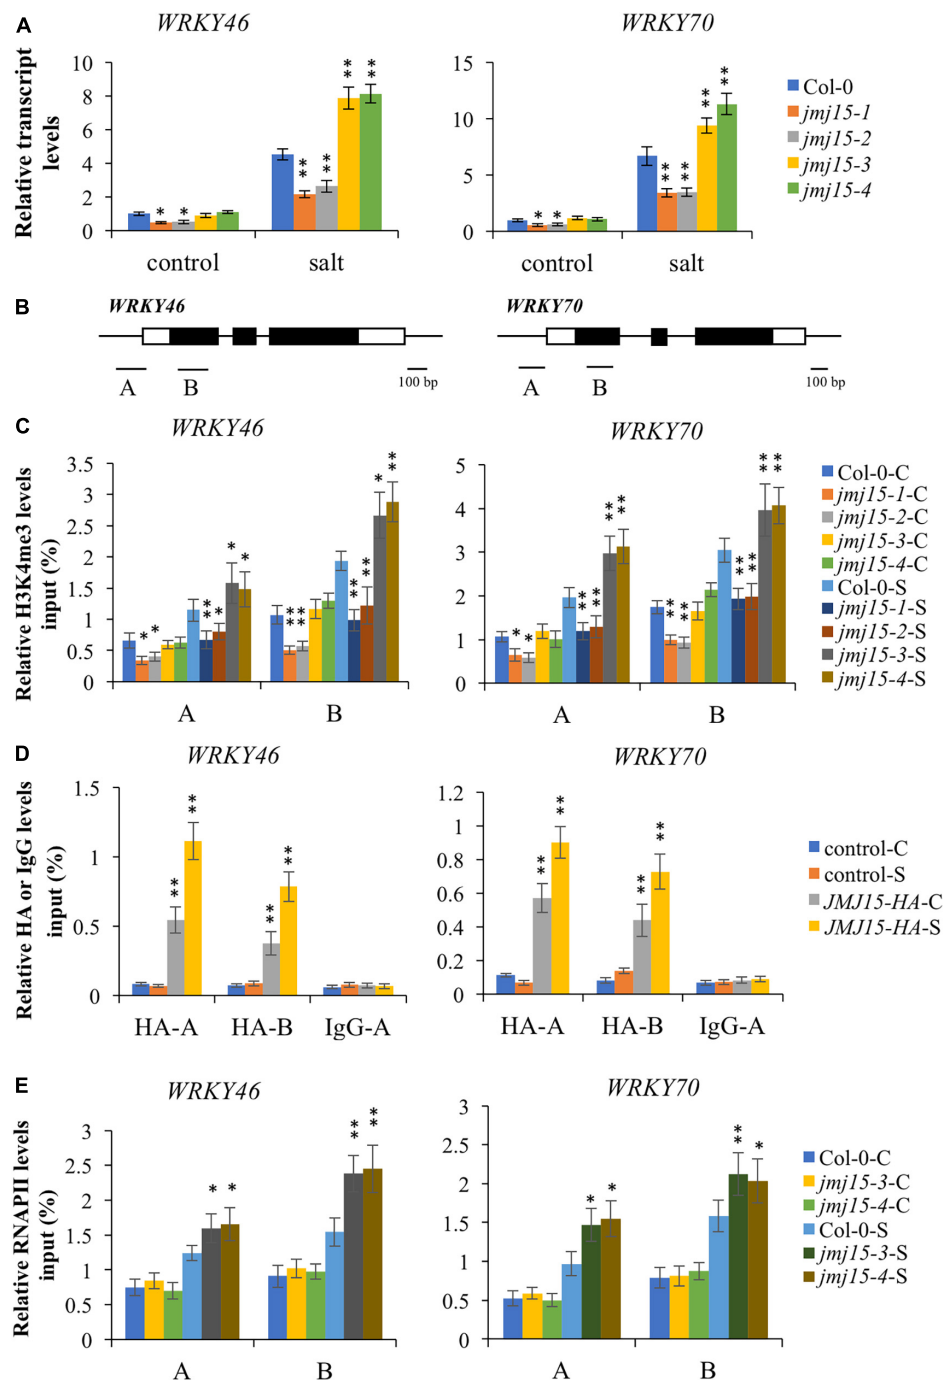 A
WRKY46
WRKY70
Relative transcript
levels
10
8
6
4
2
0
** ** ** **
* *
control
salt
15
10
5
0
** ** ** **
* *
control
salt
Col-0
jmj15-1
jmj15-2
jmj15-3
jmj15-4
B
WRKY46
WRKY70
A
B
100 bp
A
B
100 bp
C
WRKY46
WRKY70
Relative H3K4me3 levels
input (%)
3.5
3
2.5
2
1.5
1
0.5
0
* * ** ** * *
** ** ** ** * **
A
B
5
4
3
2
1
0
* * ** ** ** **
** ** ** ** ** **
A
B
Col-0-C
jmj15-1-C
jmj15-2-C
jmj15-3-C
jmj15-4-C
Col-0-S
jmj15-1-S
jmj15-2-S
jmj15-3-S
jmj15-4-S
D
WRKY46
WRKY70
Relative HA or IgG levels
input (%)
1.5
1
0.5
0
** **
** **
HA-A
HA-B
IgG-A
1.2
1
0.8
0.6
0.4
0.2
0
** **
** **
HA-A
HA-B
IgG-A
control-C
control-S
JMJ15-HA-C
JMJ15-HA-S
E
WRKY46
WRKY70
Relative RNAPII levels
input (%)
3
2.5
2
1.5
1
0.5
0
* *
** **
A
B
3
2.5
2
1.5
1
0.5
0
* *
** *
A
B
Col-0-C
jmj15-3-C
jmj15-4-C
Col-0-S
jmj15-3-S
jmj15-4-S